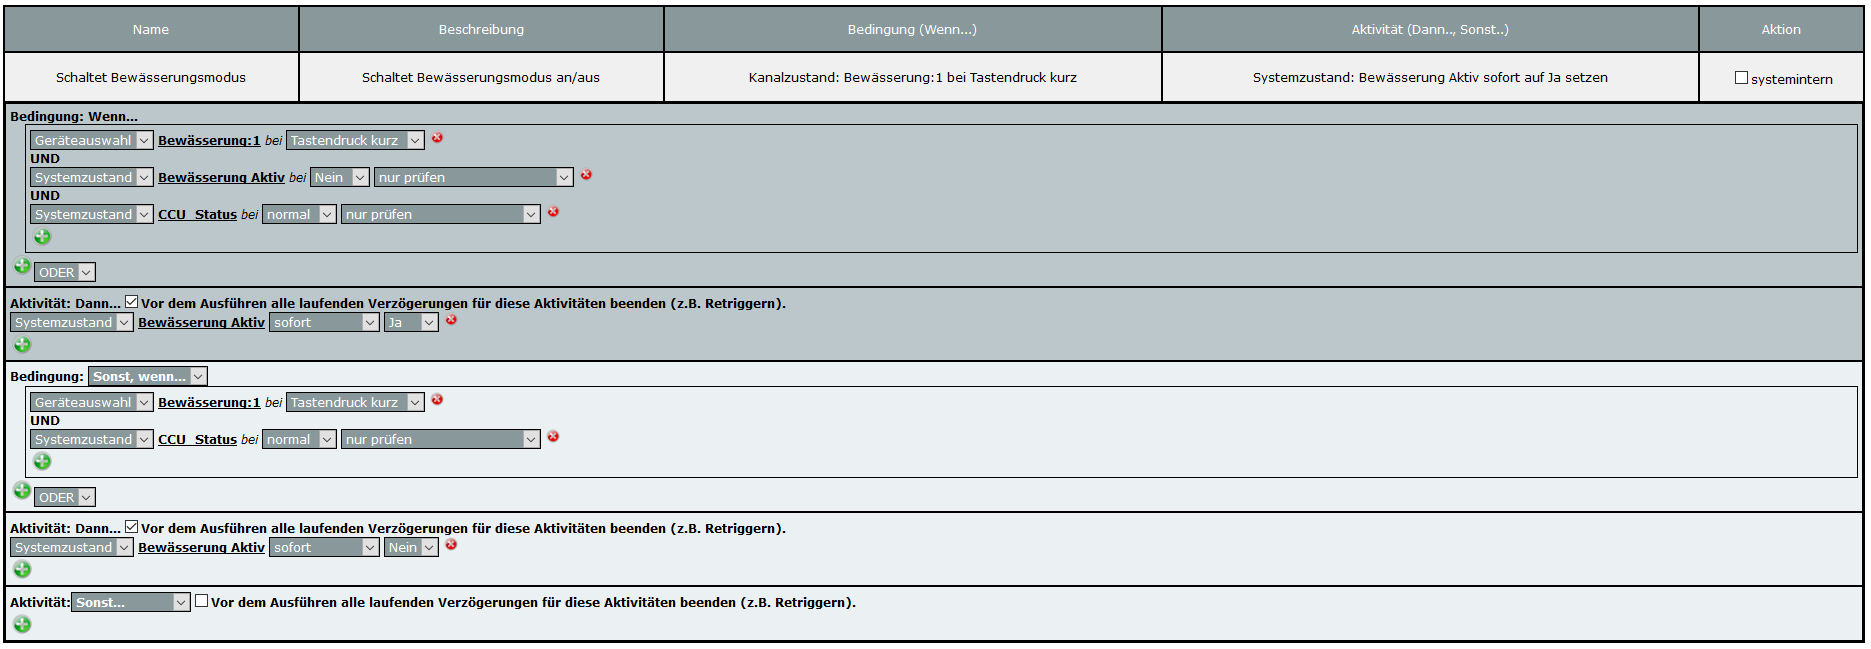 Name Beschreibung Bedingung (Wenn...) Aktivität (Dann.., Sonst..) Aktion
Schaltet Bewässerungsmodus Schaltet Bewässerungsmodus an/aus Kanalzustand: Bewässerung:1 bei Tastendruck kurz Systemzustand: Bewässerung Aktiv sofort auf Ja setzen systemintern
Bedingung: Wenn...
Geräteauswahl Bewässerung:1 bei Tastendruck kurz
UND
Systemzustand Bewässerung Aktiv bei Nein nur prüfen
UND
Systemzustand CCU_Status bei normal nur prüfen
ODER
Aktivität: Dann... Vor dem Ausführen alle laufenden Verzögerungen für diese Aktivitäten beenden (z.B. Retriggern).
Systemzustand Bewässerung Aktiv sofort Ja
Bedingung: Sonst, wenn...
Geräteauswahl Bewässerung:1 bei Tastendruck kurz
UND
Systemzustand CCU_Status bei normal nur prüfen
ODER
Aktivität: Dann... Vor dem Ausführen alle laufenden Verzögerungen für diese Aktivitäten beenden (z.B. Retriggern).
Systemzustand Bewässerung Aktiv sofort Nein
Aktivität: Sonst... Vor dem Ausführen alle laufenden Verzögerungen für diese Aktivitäten beenden (z.B. Retriggern).